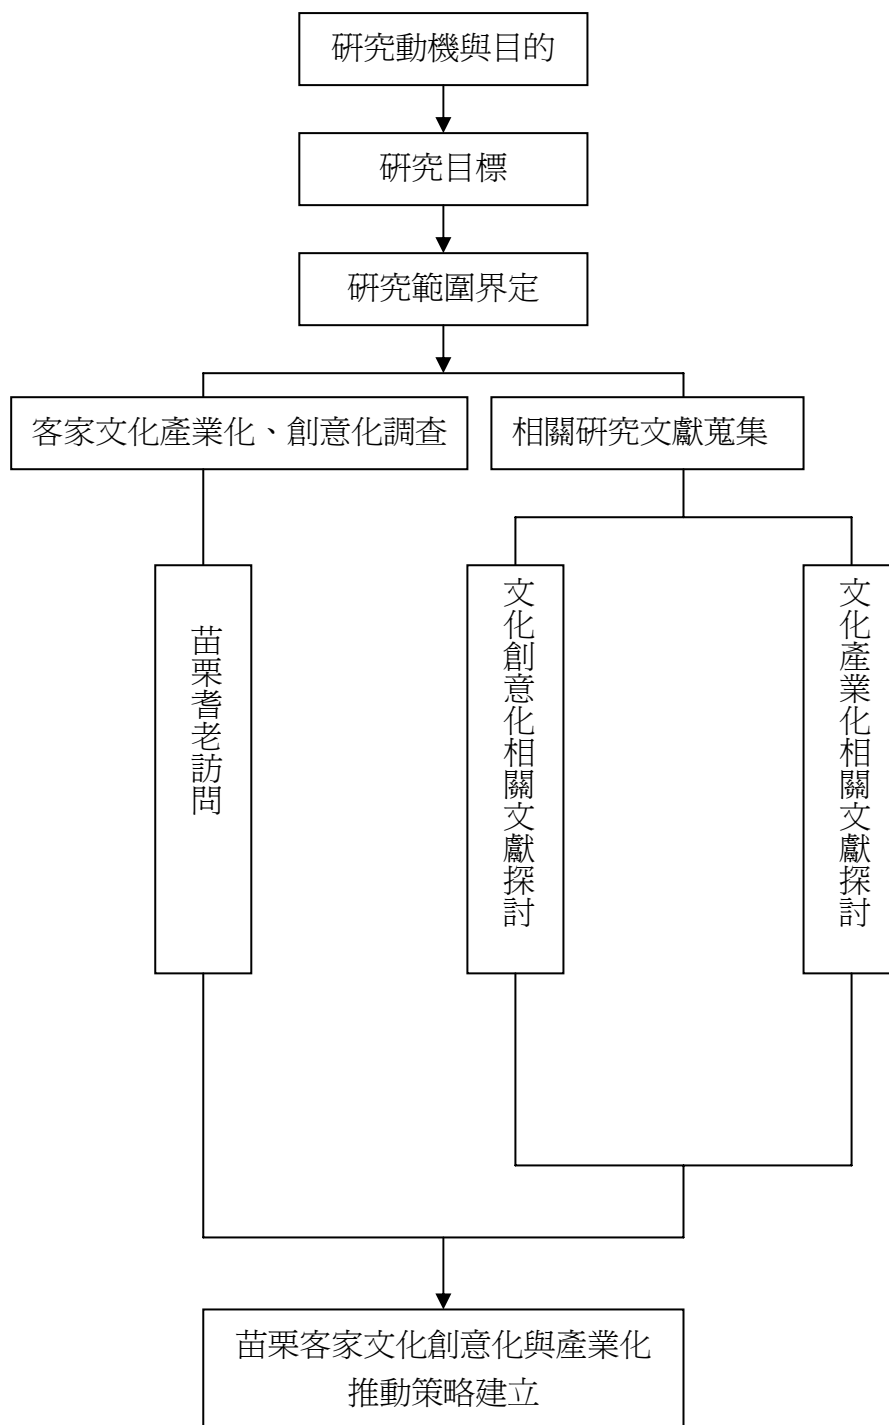 研究動機與目的
研究目標
研究範圍界定
客家文化產業化、創意化調查
相關研究文獻蒐集
苗栗耆老訪問
文化創意化相關文獻探討
文化產業化相關文獻探討
苗栗客家文化創意化與產業化
推動策略建立